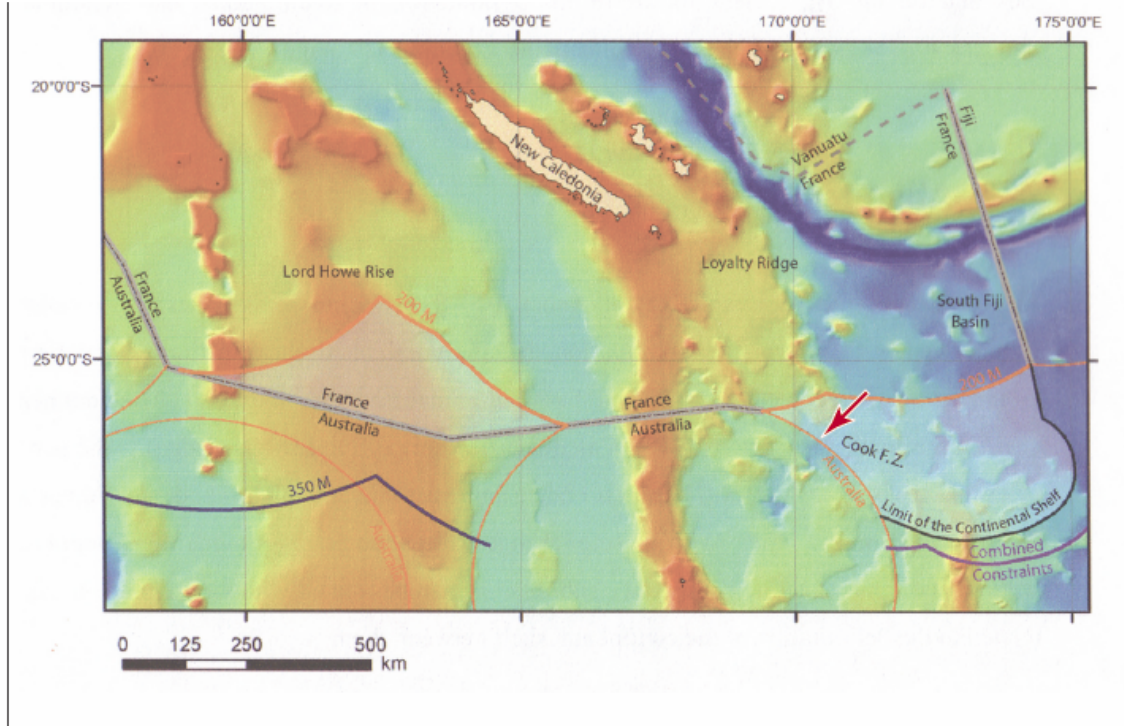 160°0'0"E
165°0'0"E
170°0'0"E
175°0'0"E
20°0'0"S
25°0'0"S
New Caledonia
Vanuatu
France
Fiji
France
Lord Howe Rise
Loyalty Ridge
South Fiji
Basin
France
Australia
200 M
200 M
France
Australia
France
Australia
Cook F.Z.
Australia
350 M
Australia
Limit of the Continental Shelf
Combined
Constraints
0 125 250 500
km